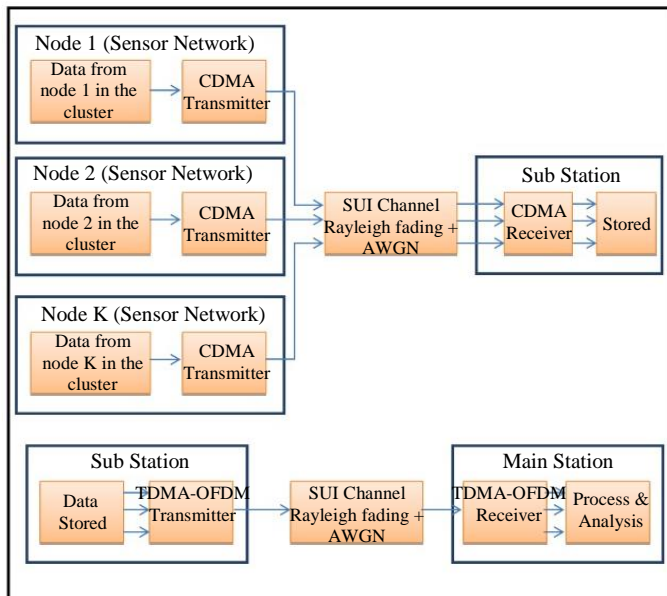 Node 1 (Sensor Network)
Data from
node 1 in the
cluster
CDMA
Transmitter
Node 2 (Sensor Network)
Data from
node 2 in the
cluster
CDMA
Transmitter
Node K (Sensor Network)
Data from
node K in the
cluster
CDMA
Transmitter
SUI Channel
Rayleigh fading +
AWGN
Sub Station
CDMA
Receiver
Stored
Sub Station
Data
Stored
TDMA-OFDM
Transmitter
SUI Channel
Rayleigh fading +
AWGN
Main Station
TDMA-OFDM
Receiver
Process &
Analysis